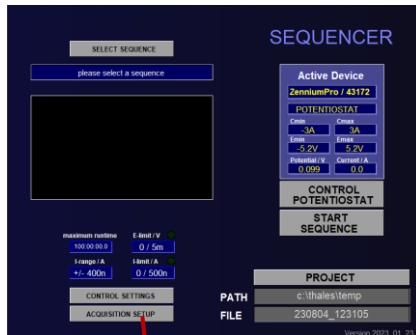 SEQUENCER
SELECT SEQUENCE
please select a sequence
Active Device
ZenniumPro / 43172
POTENTIOSTAT
Cmin Cmax
-3A 3A
Emin Emax
-5.2V 5.2V
Potential / V Current / A
0.099 0.0
CONTROL
POTENTIOSTAT
START
SEQUENCE
maximum runtime E-limit / V
100:00:00.0 0 / 5m
I-range / A I-limit / A
+/- 400n 0 / 500n
CONTROL SETTINGS
ACQUISITION SETUP
PROJECT
PATH c:\thales\temp
FILE 230804_123105
Version 2023_01_23